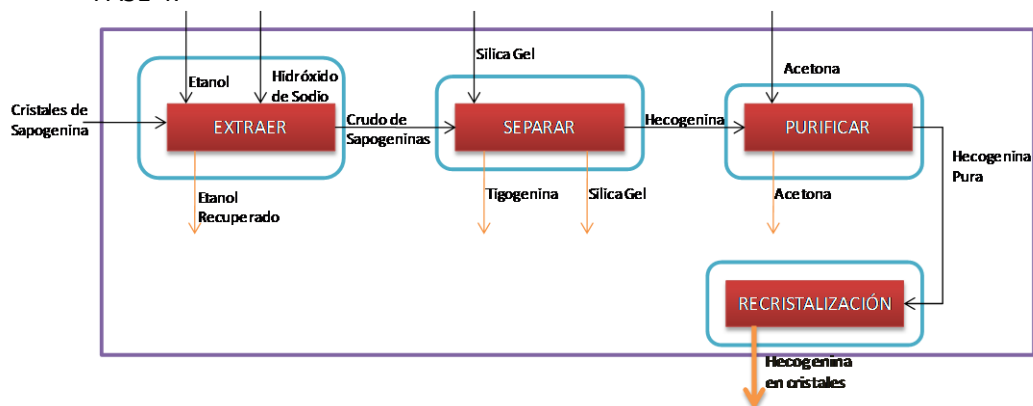 Silica Gel
Acetona
Etanol
Hidróxido
de Sodio
Cristales de
Sapogenina
EXTRAER
Crudo de
Sapogeninas
SEPARAR
Hecogenina
PURIFICAR
Hecogenina
Pura
Etanol
Recuperado
Tigogenina
Silica Gel
Acetona
RECRISTALIZACIÓN
Hecogenina
en cristales